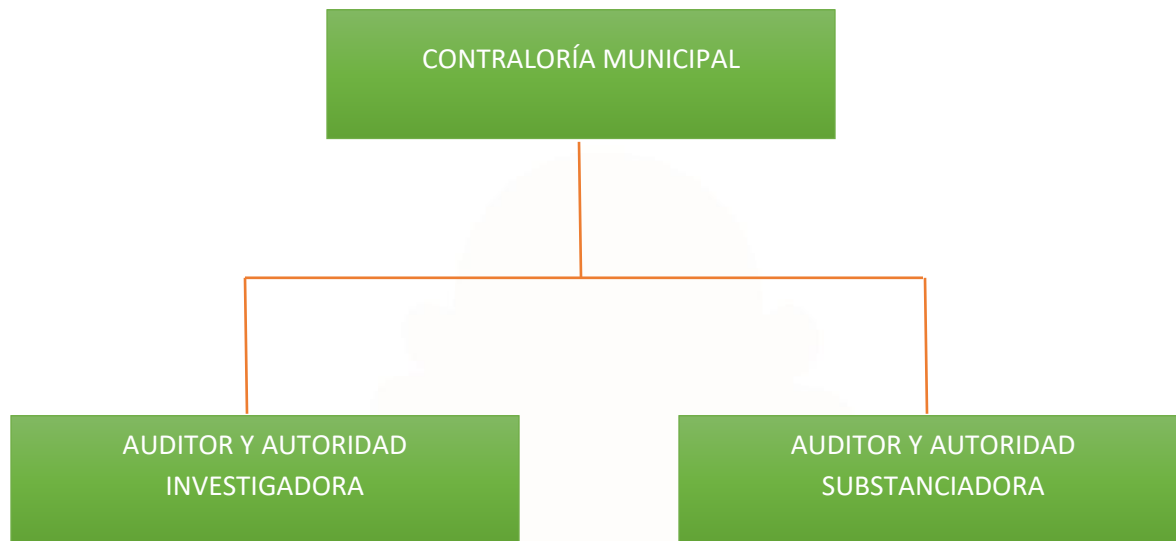 CONTRALORÍA MUNICIPAL
AUDITOR Y AUTORIDAD
INVESTIGADORA
AUDITOR Y AUTORIDAD
SUBSTANCIADORA